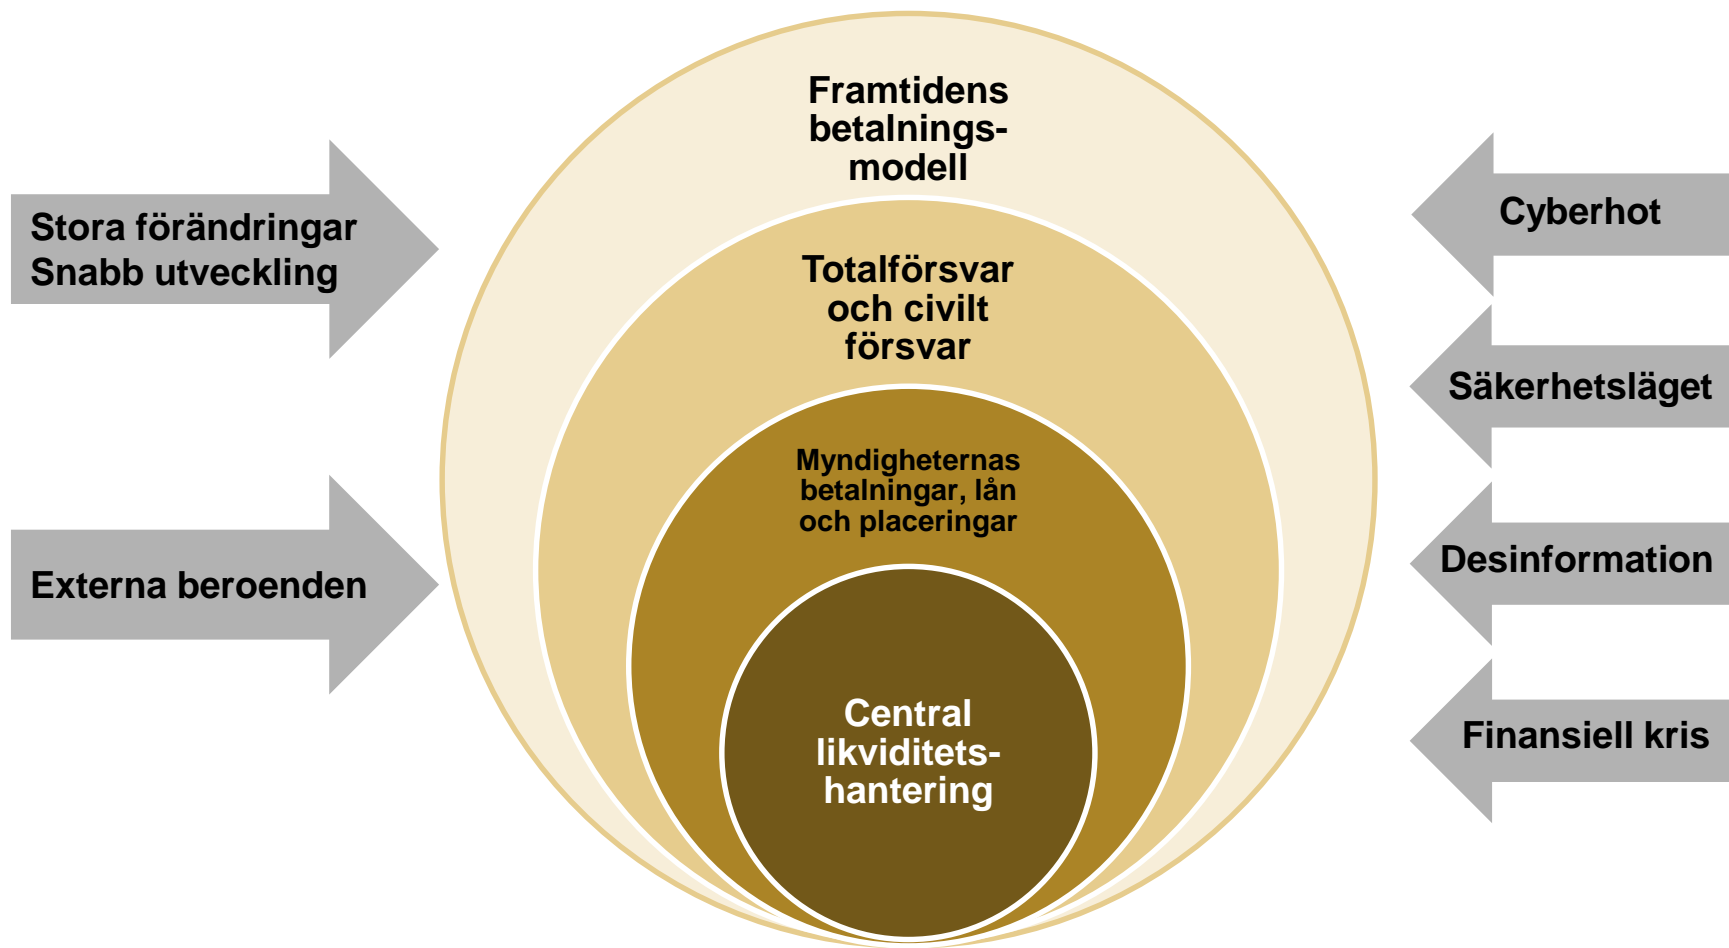 Framtidens
betalnings-
modell
Stora förändringar
Snabb utveckling
Externa beroenden
Totalförsvar
och civilt
försvar
Myndigheternas
betalningar, lån
och placeringar
Central
likviditets-
hantering
Cyberhot
Säkerhetsläget
Desinformation
Finansiell kris